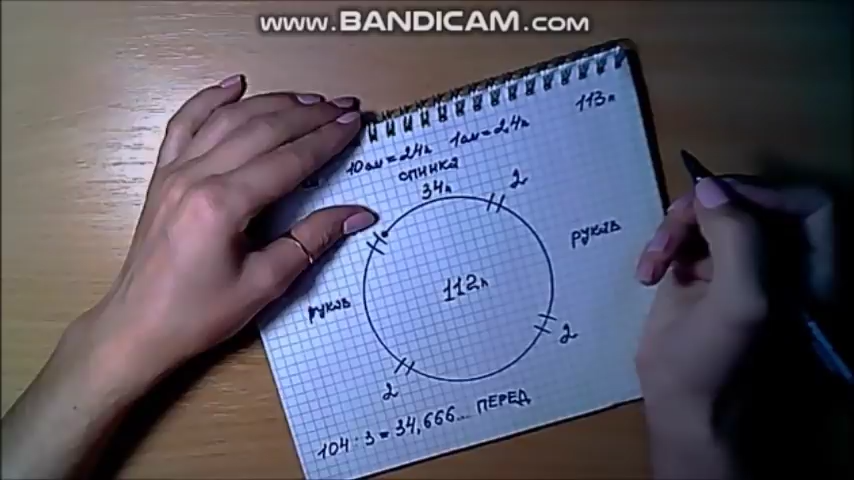 www.BANDICAM.com
113п
10см = 24п 1см = 2,4п
спинка
34п
2
рукав
112п
рукав
2
2
104 : 3 = 34,666... ПЕРЕД